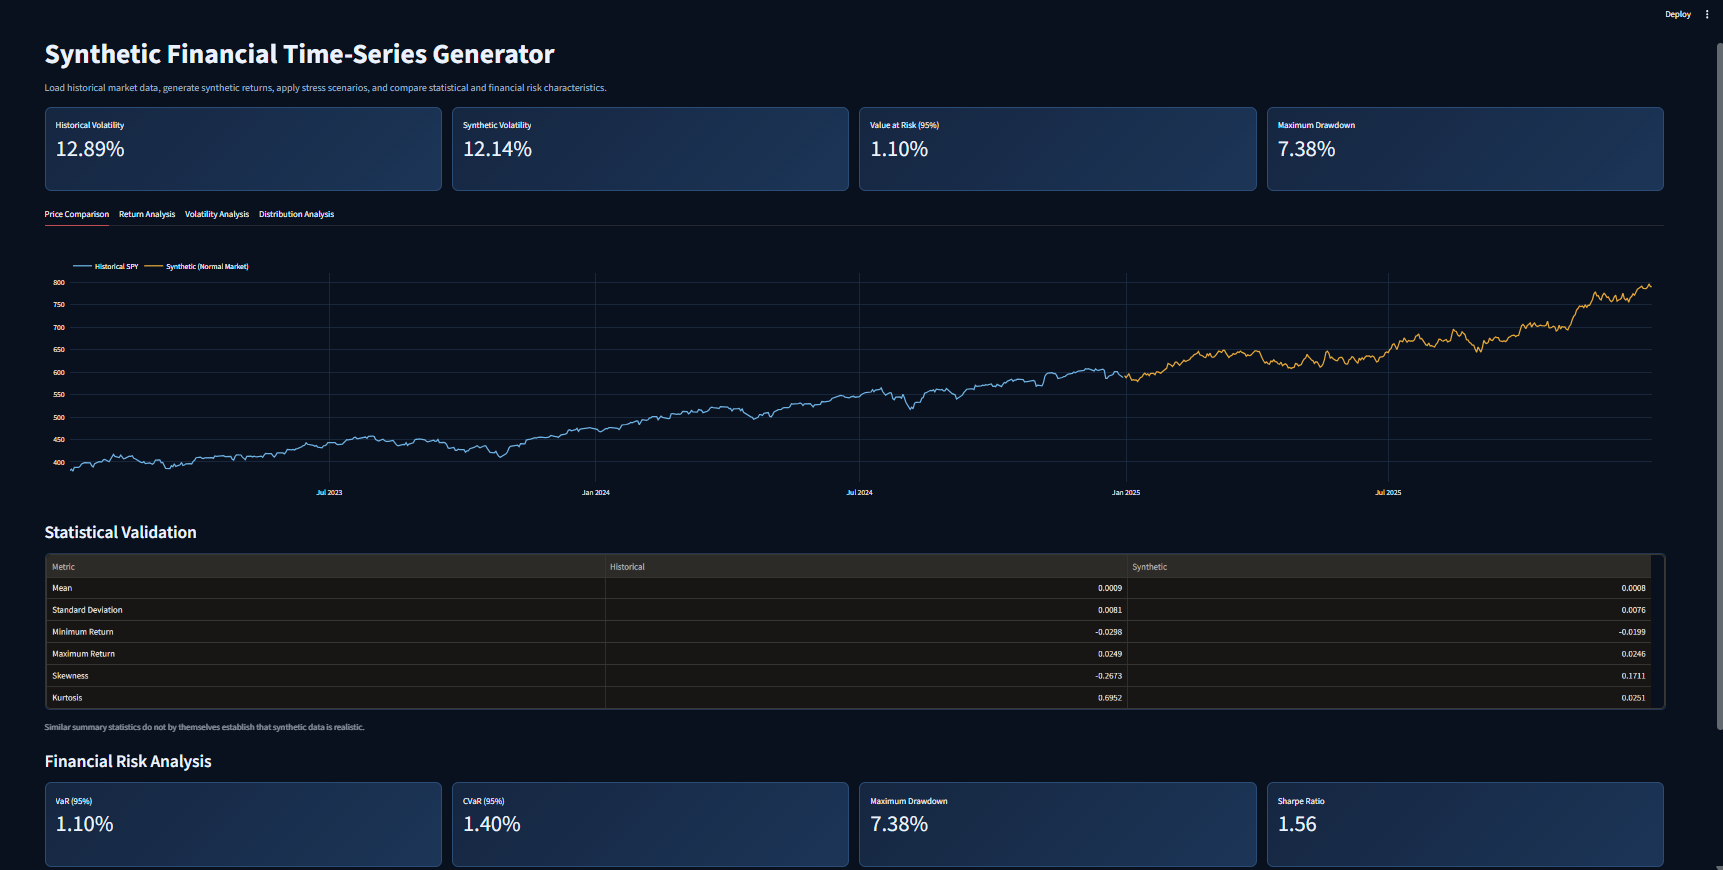 Deploy
Synthetic Financial Time-Series Generator
Load historical market data, generate synthetic returns, apply stress scenarios, and compare statistical and financial risk characteristics.
Historical Volatility
12.89%
Synthetic Volatility
12.14%
Value at Risk (95%)
1.10%
Maximum Drawdown
7.38%
Price Comparison Return Analysis Volatility Analysis Distribution Analysis
Historical SPY Synthetic (Normal Market)
800
750
700
650
600
550
500
450
400
Jul 2023 Jan 2024 Jul 2024 Jan 2025 Jul 2025
Statistical Validation
Metric Historical Synthetic
Mean 0.0009 0.0008
Standard Deviation 0.0081 0.0076
Minimum Return -0.0298 -0.0199
Maximum Return 0.0249 0.0246
Skewness -0.2673 0.1711
Kurtosis 0.6952 0.0251
Similar summary statistics do not by themselves establish that synthetic data is realistic.
Financial Risk Analysis
VaR (95%)
1.10%
CVaR (95%)
1.40%
Maximum Drawdown
7.38%
Sharpe Ratio
1.56